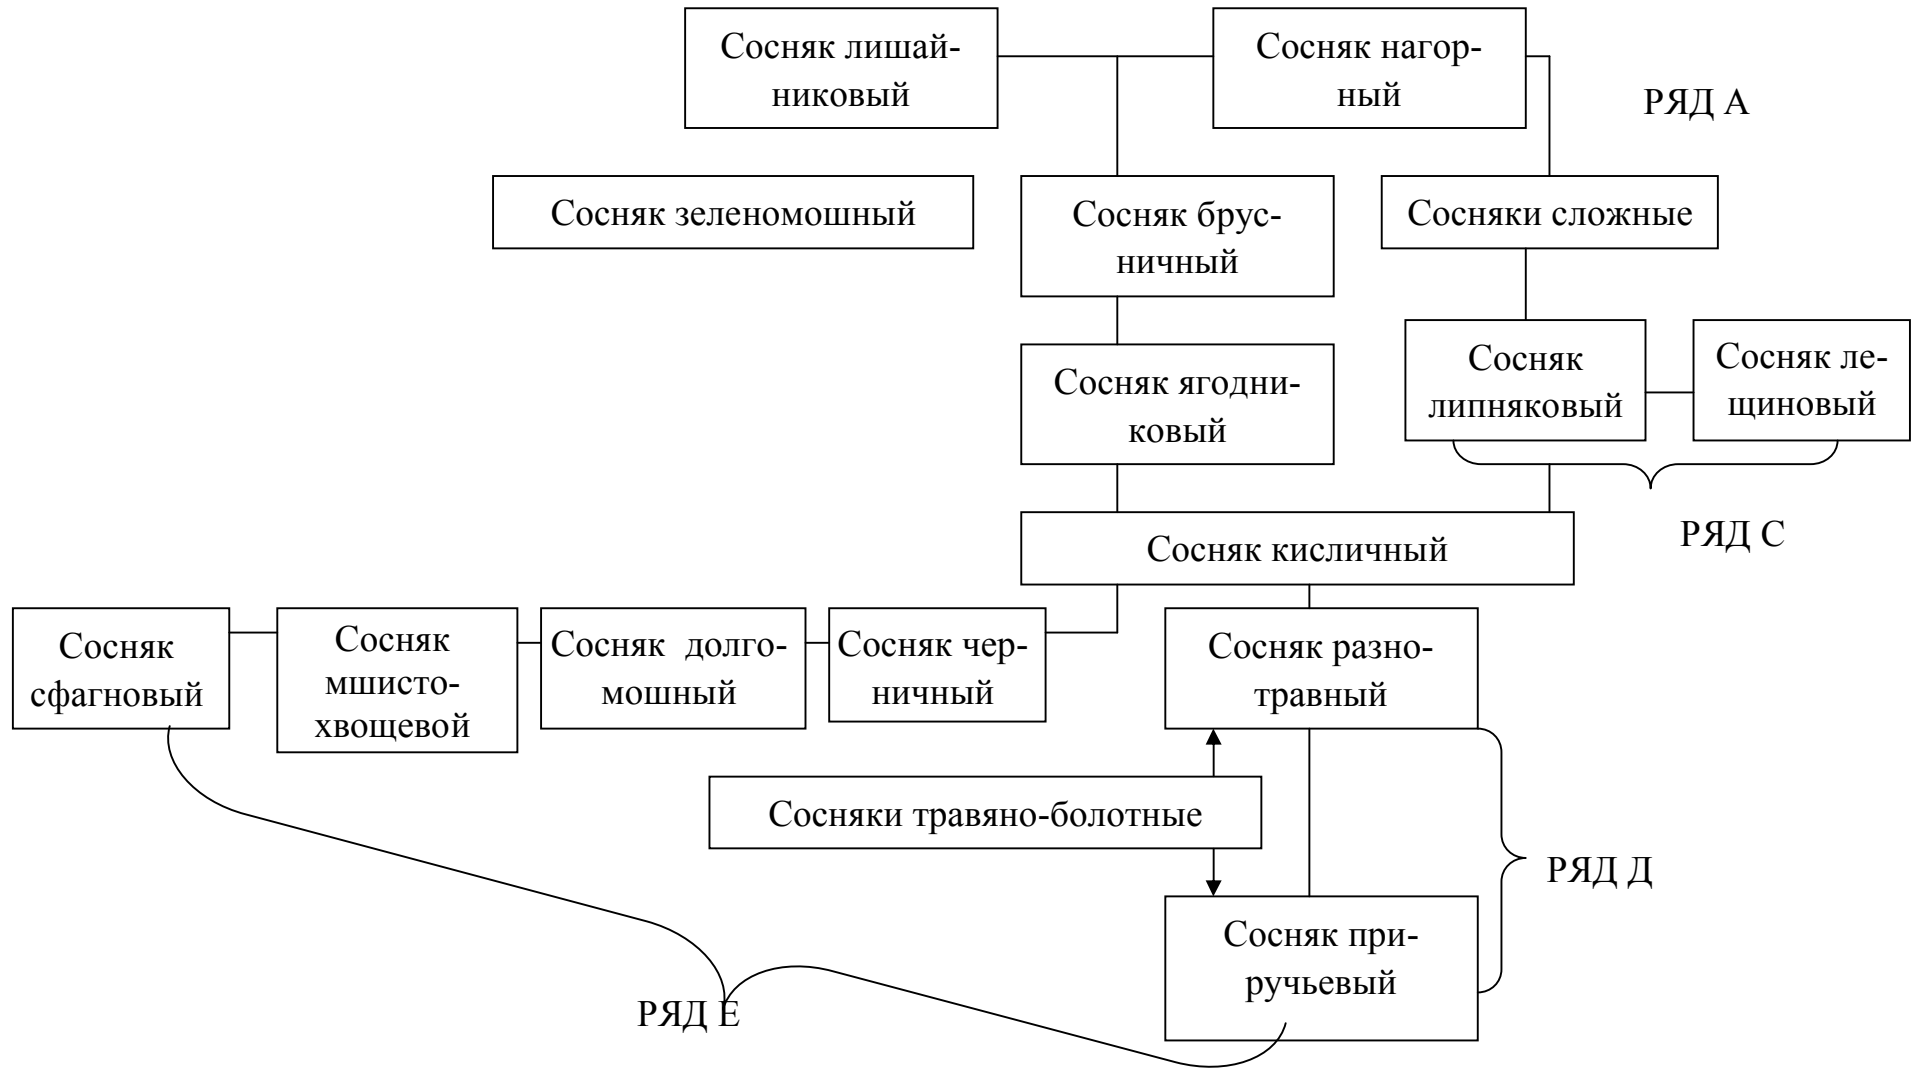 Сосняк лишай-
никовый
Сосняк нагор-
ный
РЯД А
Сосняк зеленомошный
Сосняк брус-
ничный
Сосняки сложные
Сосняк ягодни-
ковый
Сосняк
липняковый
Сосняк ле-
щиновый
РЯД С
Сосняк кисличный
Сосняк
сфагновый
Сосняк
мшисто-
хвощевой
Сосняк долго-
мошный
Сосняк чер-
ничный
Сосняк разно-
травный
Сосняки травяно-болотные
РЯД Д
Сосняк при-
ручьевый
РЯД Е